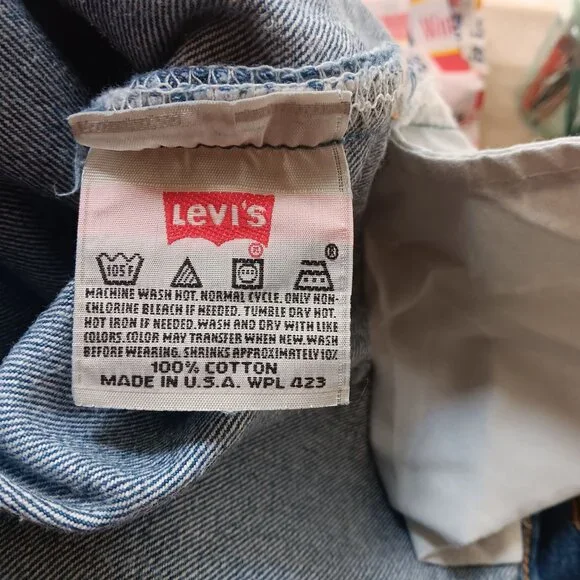 Levi's
105F
MACHINE WASH HOT. NORMAL CYCLE. ONLY NON-
CHLORINE BLEACH IF NEEDED. TUMBLE DRY HOT.
HOT IRON IF NEEDED. WASH AND DRY WITH LIKE
COLORS. COLOR MAY TRANSFER WHEN NEW. WASH
BEFORE WEARING. SHRINKS APPROXIMATELY 10%
100% COTTON
MADE IN U.S.A. WPL 423